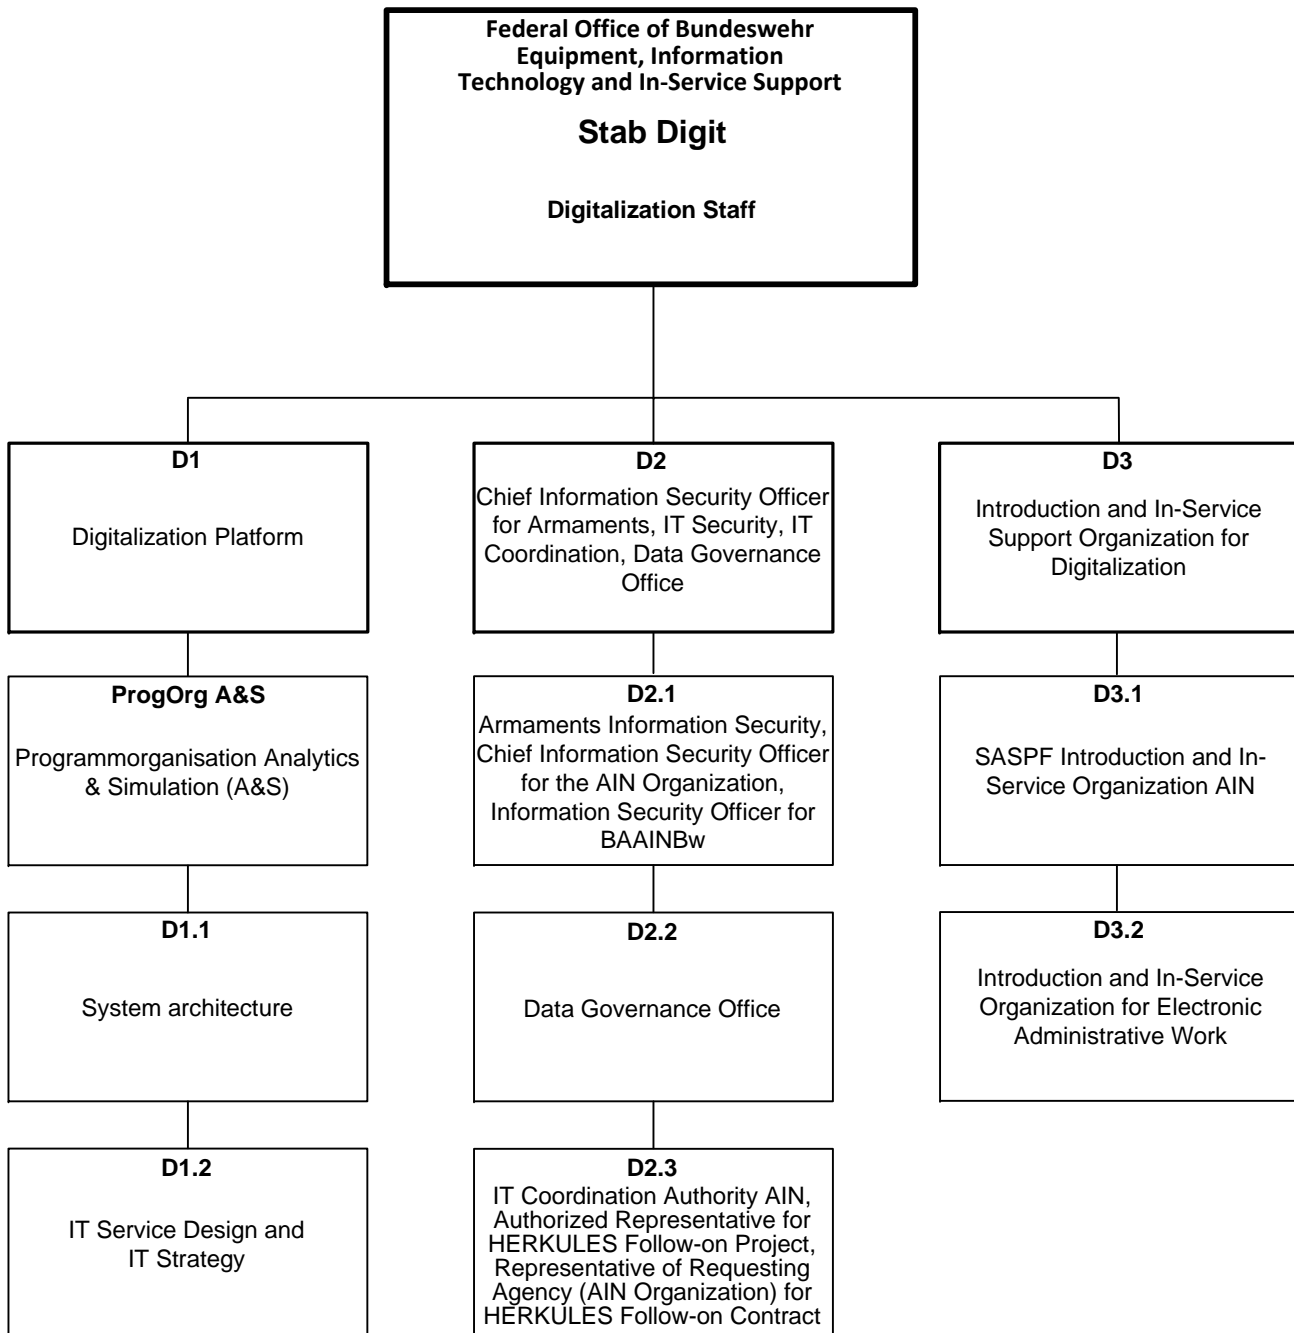 Federal Office of Bundeswehr
Equipment, Information
Technology and In-Service Support
Stab Digit
Digitalization Staff
D1
Digitalization Platform
ProgOrg A&S
Programmorganisation Analytics
& Simulation (A&S)
D1.1
System architecture
D1.2
IT Service Design and
IT Strategy
D2
Chief Information Security Officer
for Armaments, IT Security, IT
Coordination, Data Governance
Office
D2.1
Armaments Information Security,
Chief Information Security Officer
for the AIN Organization,
Information Security Officer for
BAAINBw
D2.2
Data Governance Office
D2.3
IT Coordination Authority AIN,
Authorized Representative for
HERKULES Follow-on Project,
Representative of Requesting
Agency (AIN Organization) for
HERKULES Follow-on Contract
D3
Introduction and In-Service
Support Organization for
Digitalization
D3.1
SASPF Introduction and In-
Service Organization AIN
D3.2
Introduction and In-Service
Organization for Electronic
Administrative Work